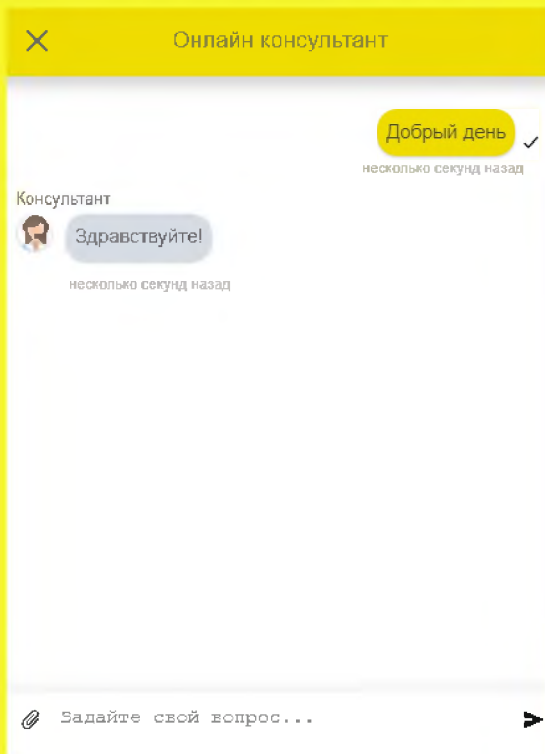 Онлайн консультант
Добрый день
несколько секунд назад
Консультант
Здравствуйте!
несколько секунд назад
Задайте свой вопрос...